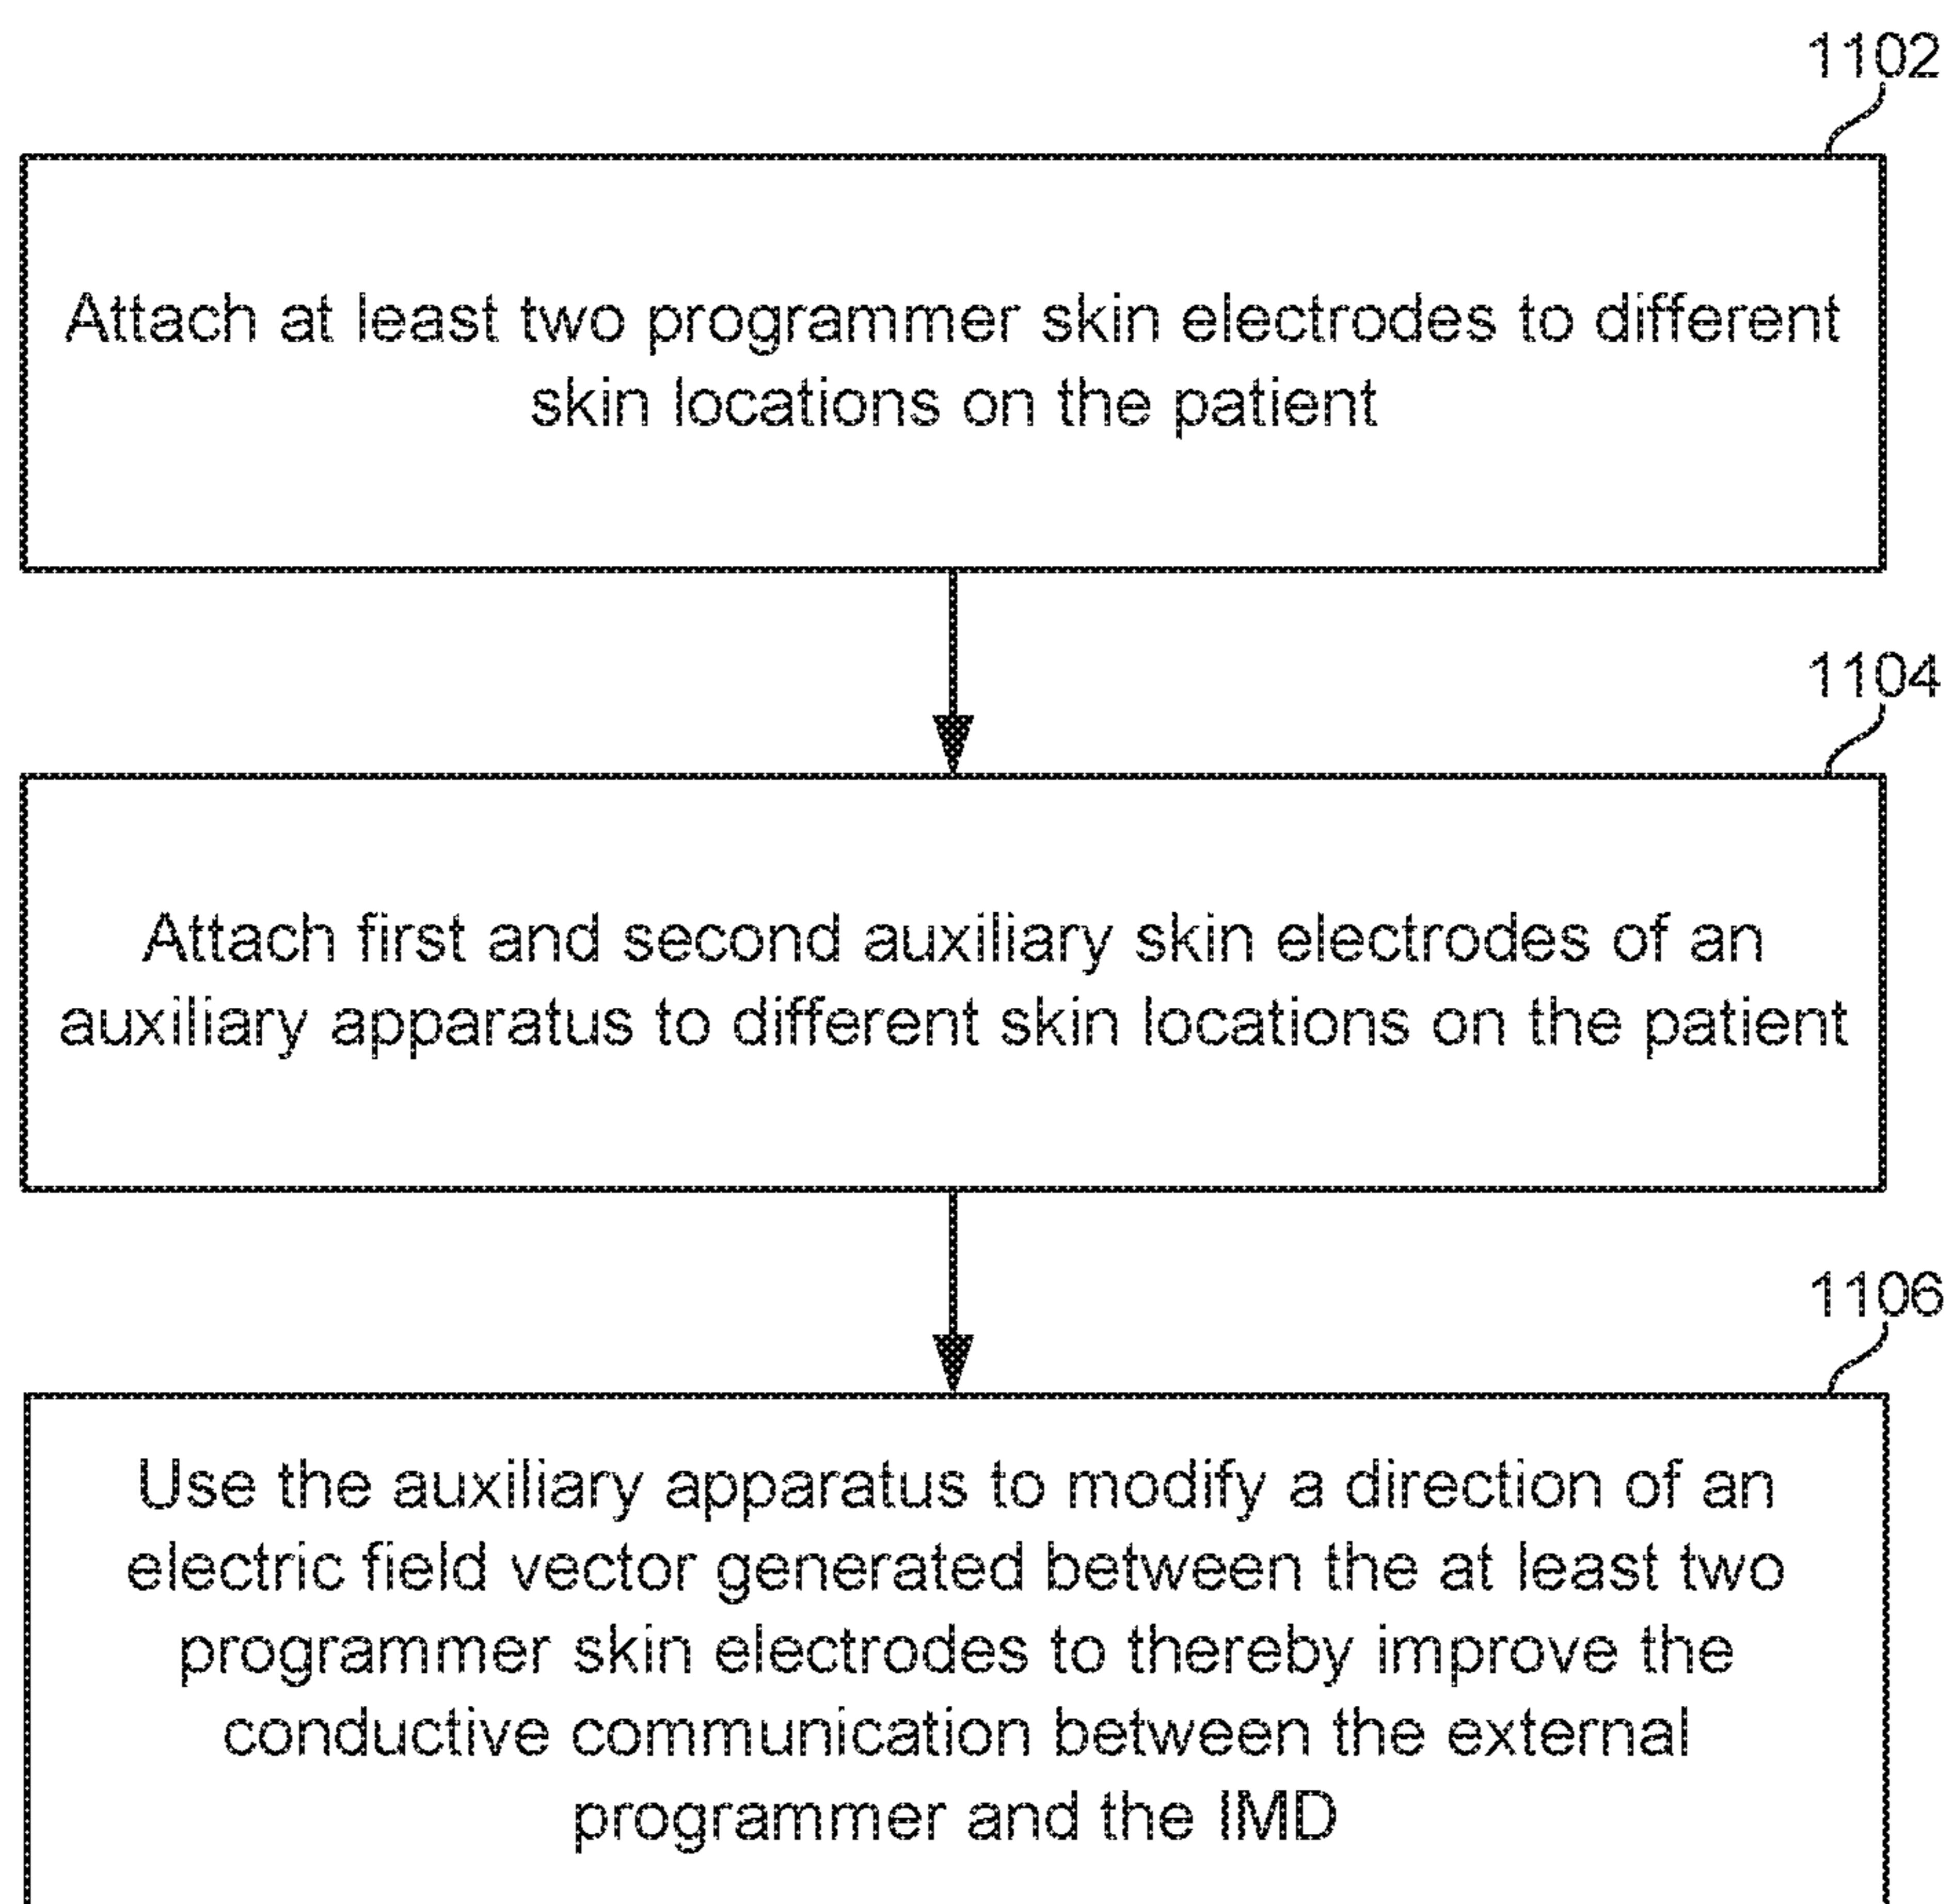 1102
Attach at least two programmer skin electrodes to different
skin locations on the patient
1104
Attach first and second auxiliary skin electrodes of an
auxiliary apparatus to different skin locations on the patient
1106
Use the auxiliary apparatus to modify a direction of an
electric field vector generated between the at least two
programmer skin electrodes to thereby improve the
conductive communication between the external
programmer and the IMD